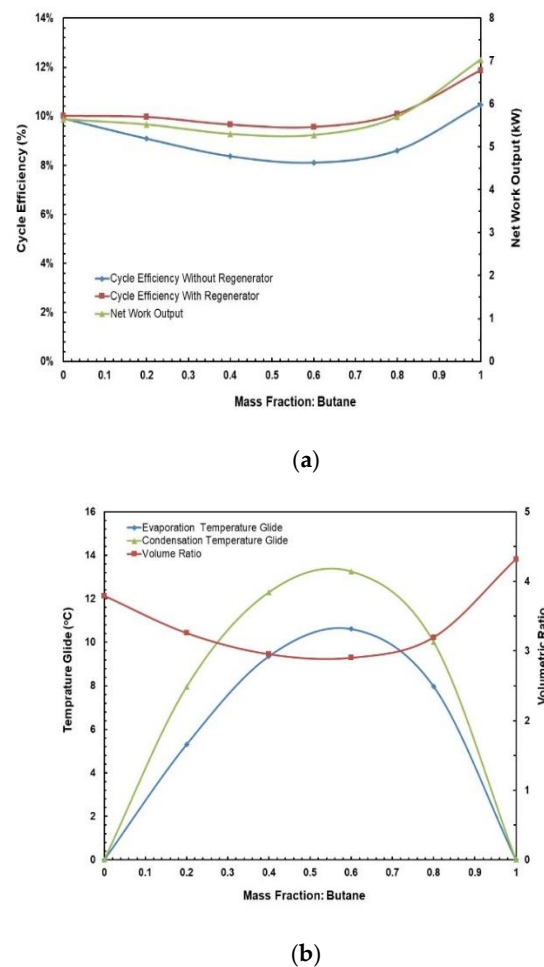 14%
12%
10%
8%
6%
4%
2%
0%
Cycle Efficiency (%)
8
7
6
5
4
3
2
1
0
Net Work Output (kW)
Cycle Efficiency Without Regenerator
Cycle Efficiency With Regenerator
Net Work Output
0 0.1 0.2 0.3 0.4 0.5 0.6 0.7 0.8 0.9 1
Mass Fraction: Butane
(a)
16
14
12
10
8
6
4
2
0
Temprature Glide (°C)
5
4
3
2
1
0
Volumetric Ratio
Evaporation Temperature Glide
Condensation Temperature Glide
Volume Ratio
0 0.1 0.2 0.3 0.4 0.5 0.6 0.7 0.8 0.9 1
Mass Fraction: Butane
(b)